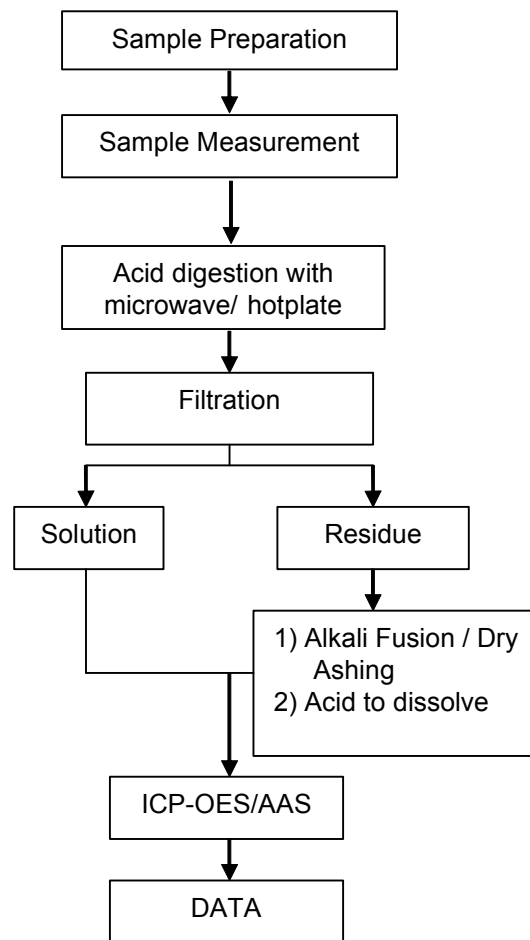 Sample Preparation
Sample Measurement
Acid digestion with
microwave/ hotplate
Filtration
Solution
Residue
1) Alkali Fusion / Dry
Ashing
2) Acid to dissolve
ICP-OES/AAS
DATA